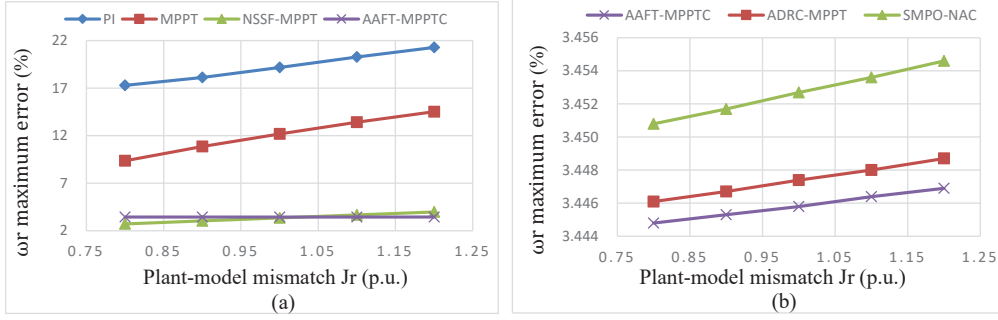 PI MPPT NSSF-MPPT AAFT-MPPTC
22
17
12
7
2
ωr maximum error (%)
0.75 0.85 0.95 1.05 1.15 1.25
Plant-model mismatch Jr (p.u.)
(a)
AAFT-MPPTC ADRC-MPPT SMPO-NAC
3.456
3.454
3.452
3.450
3.448
3.446
3.444
ωr maximum error (%)
0.75 0.85 0.95 1.05 1.15 1.25
Plant-model mismatch Jr (p.u.)
(b)